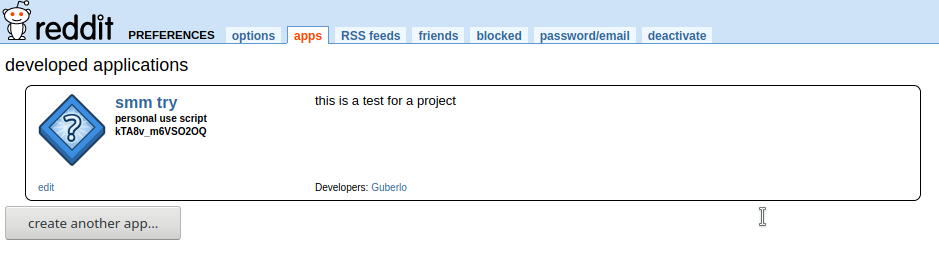 reddit PREFERENCES options apps RSS feeds friends blocked password/email deactivate
developed applications
smm try
this is a test for a project
personal use script
kTA8v_m6VSO2OQ
edit
Developers: Guberlo
create another app...